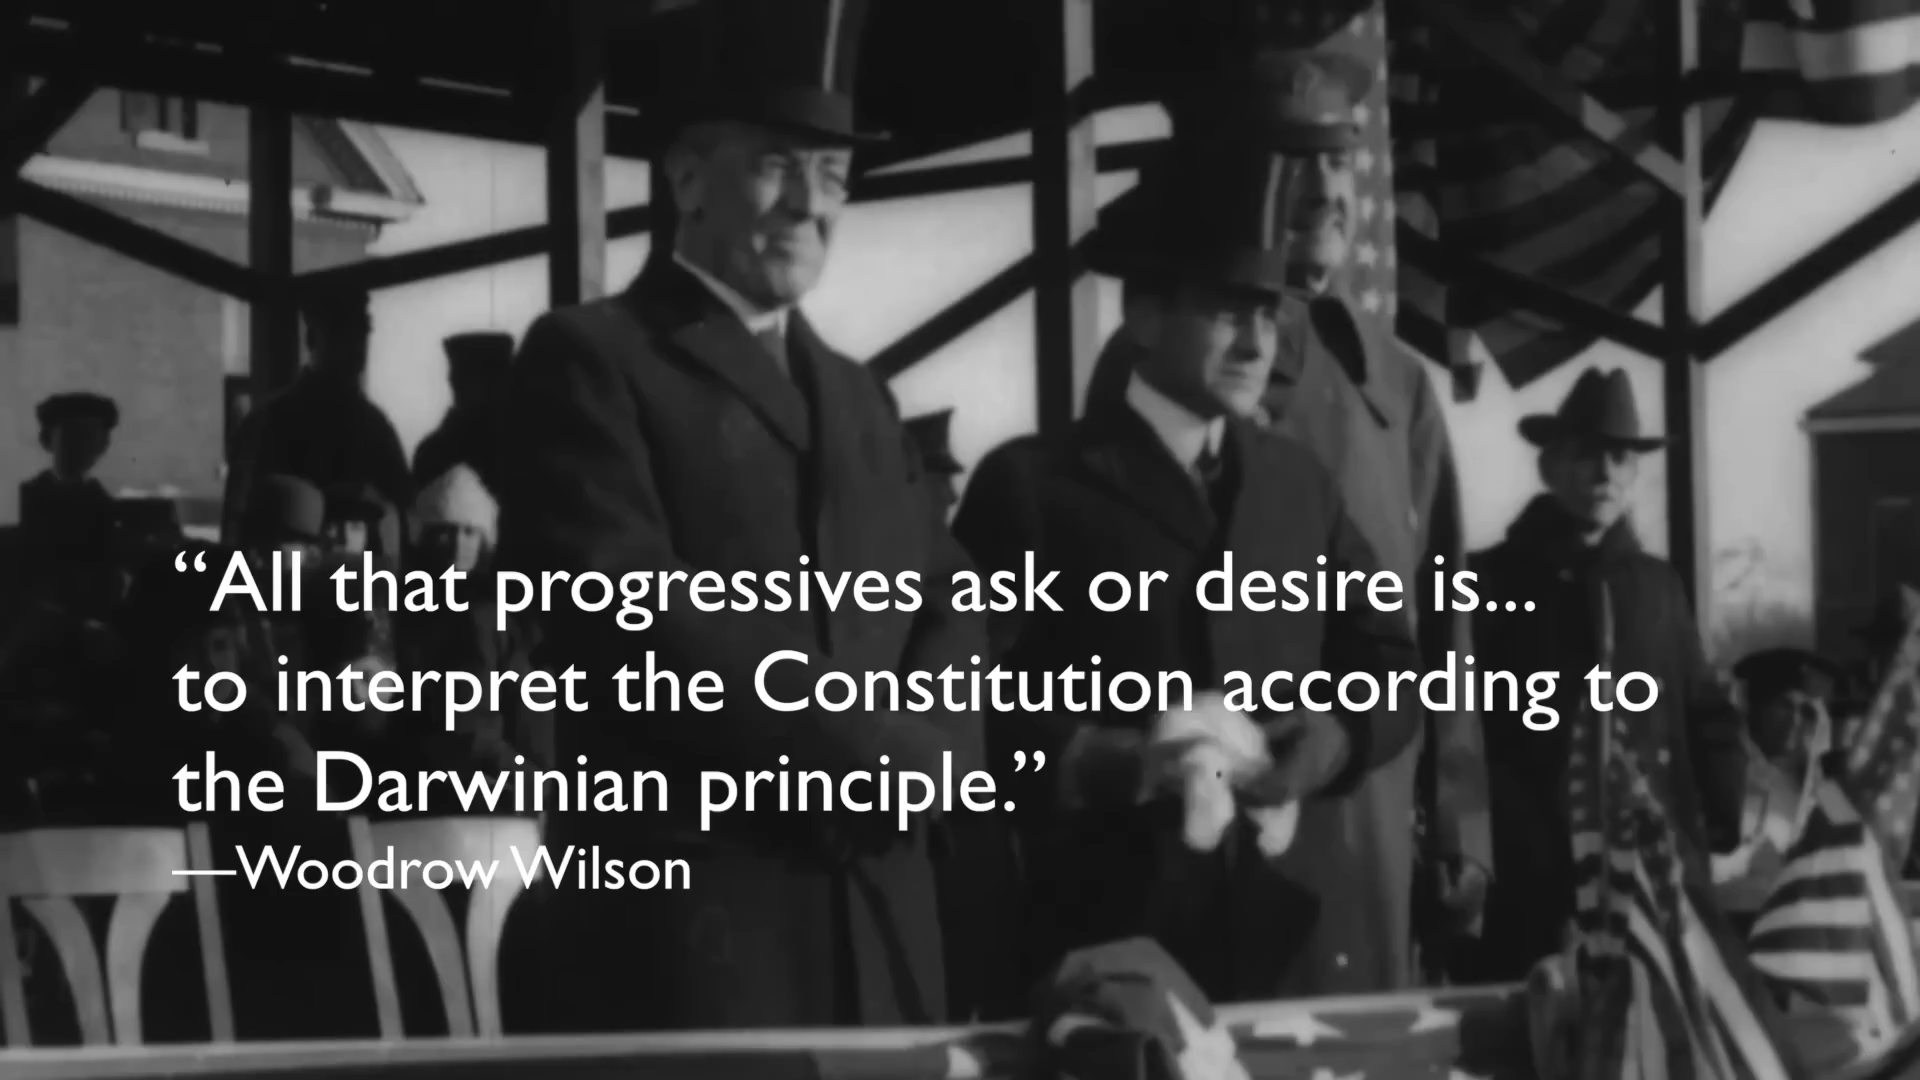 “All that progressives ask or desire is...
to interpret the Constitution according to
the Darwinian principle.”
—Woodrow Wilson